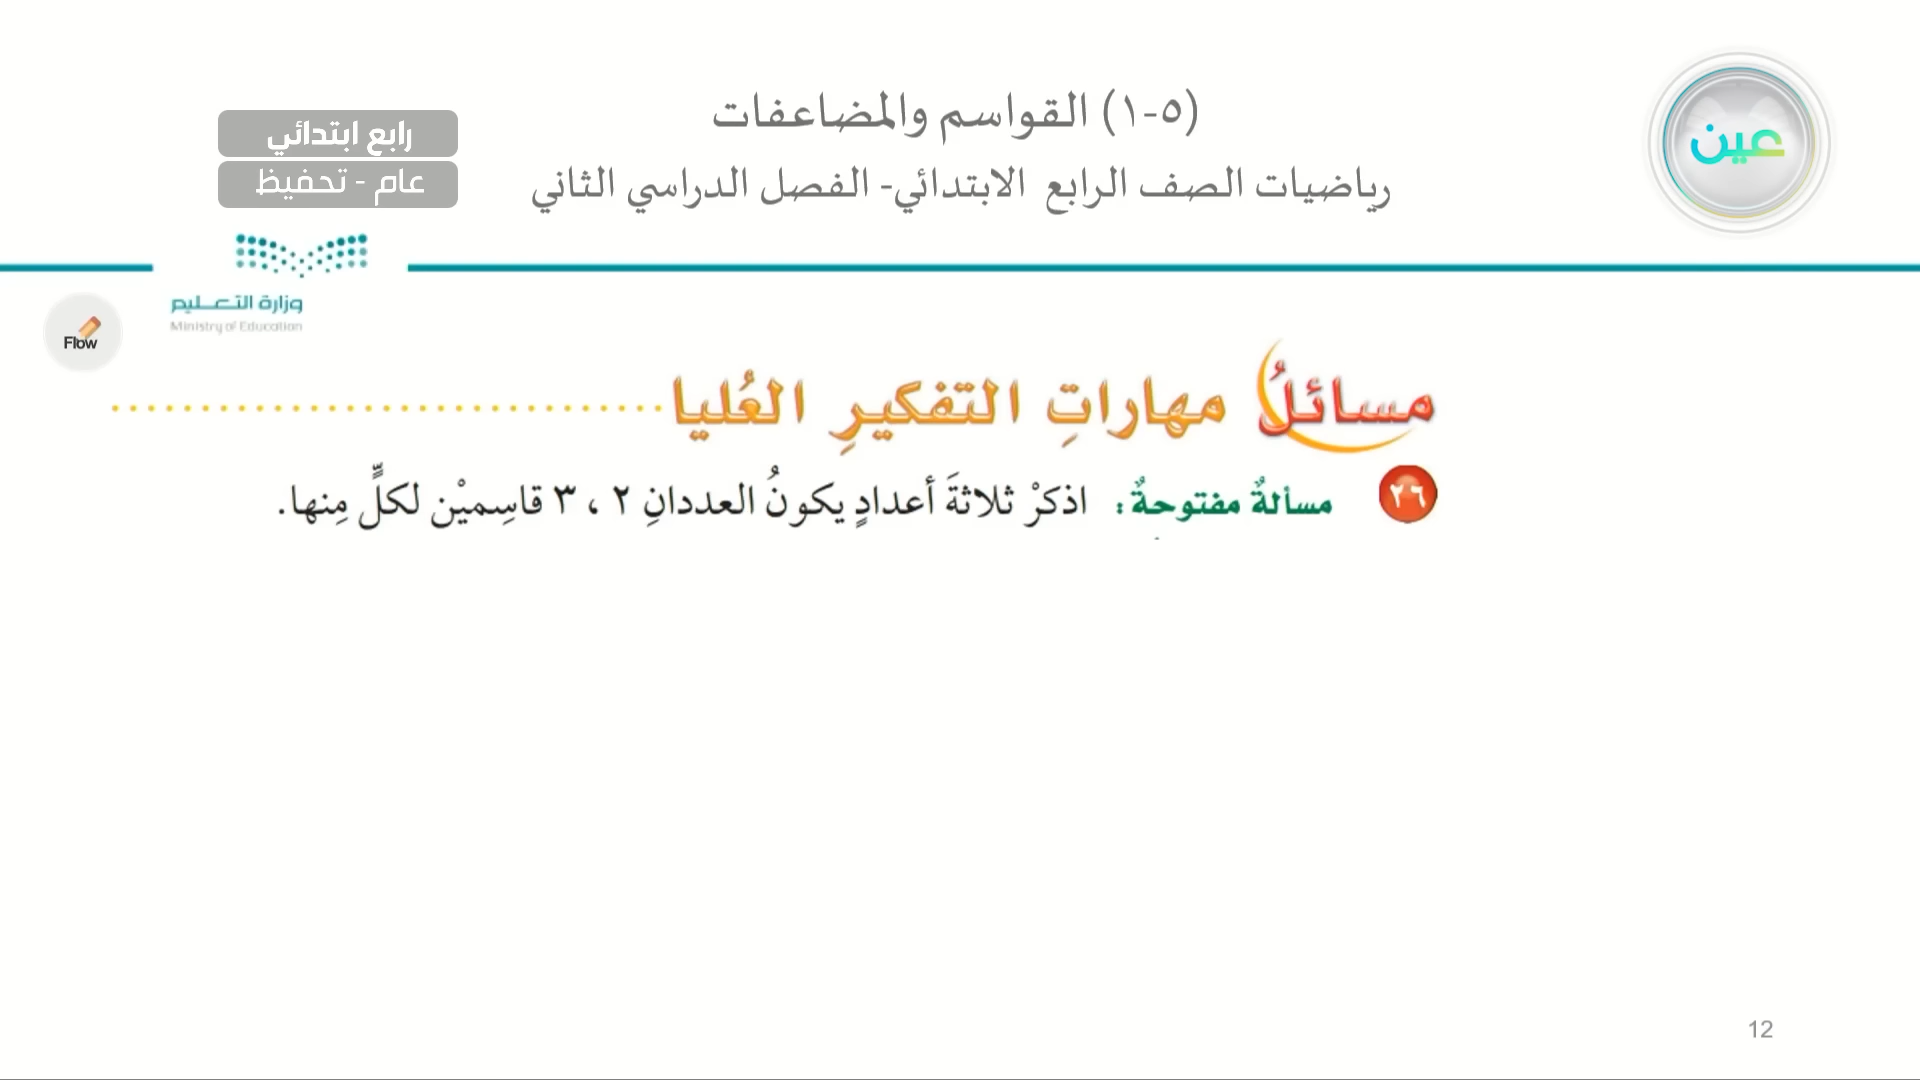 (٥-١) القواسم والمضاعفات
رياضيات الصف الرابع الابتدائي- الفصل الدراسي الثاني
عين
رابع ابتدائي
عام - تحفيظ
وزارة التعليم
Ministry of Education
Flow
مسائلُ مهاراتِ التفكيرِ العُليا
٢٦ مسألةٌ مفتوحةٌ: اذكرْ ثلاثةَ أعدادٍ يكونُ العددانِ ٢ ، ٣ قاسِميْن لكلٍّ مِنها.
12